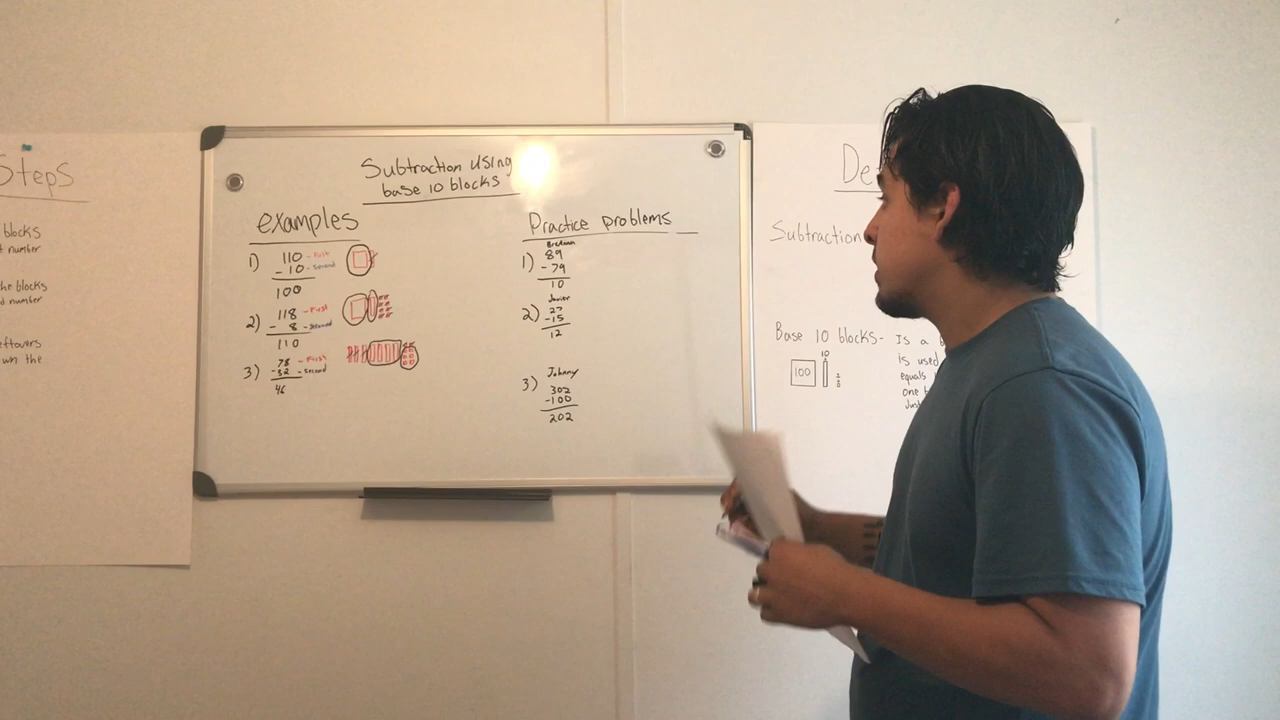 Steps
blocks
number
the blocks
d number
leftovers
own the
Subtraction using
base 10 blocks
examples
1) 110 - First
- 10 - second
100
2) 118 - First
- 8 - second
110
3) 78 - First
- 32 - second
46
Practice problems
1) 89
- 79
10
Javier
2) 27
- 15
12
Johnny
3) 302
- 100
202
De
Subtraction
Base 10 blocks - Is a
is used
equals
one
Just
100
10